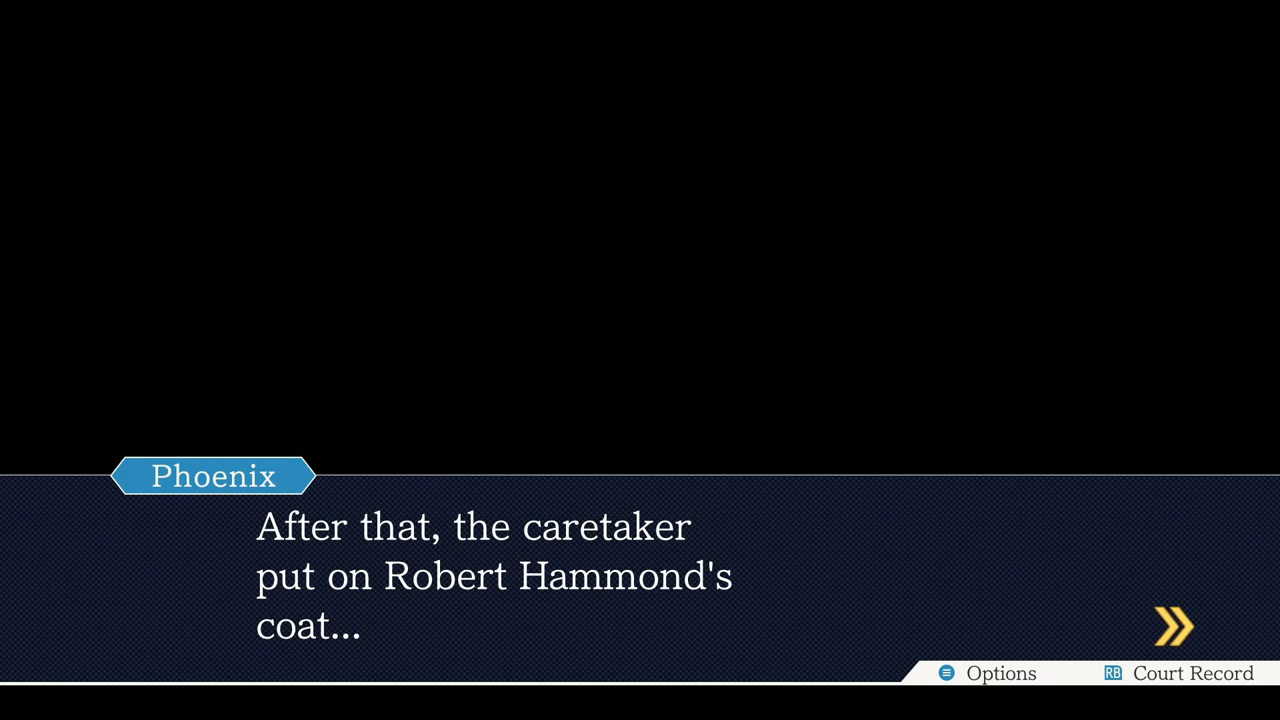 Phoenix
After that, the caretaker
put on Robert Hammond's
coat...
Options
RB Court Record